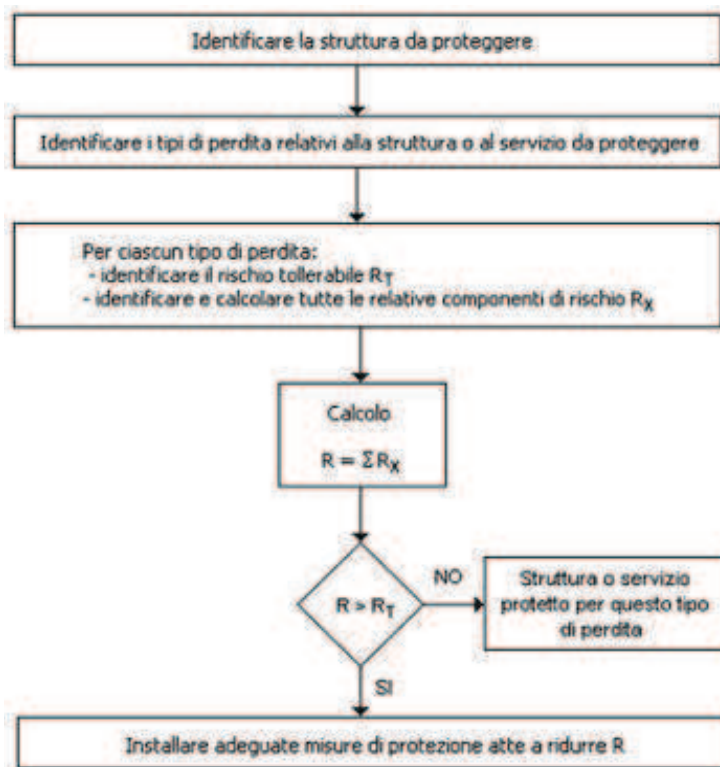 Identificare la struttura da proteggere
Identificare i tipi di perdita relativi alla struttura o al servizio da proteggere
Per ciascun tipo di perdita:
- identificare il rischio tollerabile RT
- identificare e calcolare tutte le relative componenti di rischio RX
Calcolo
R = ΣRX
R > RT
NO
Struttura o servizio
protetto per questo tipo
di perdita
SI
Installare adeguate misure di protezione atte a ridurre R